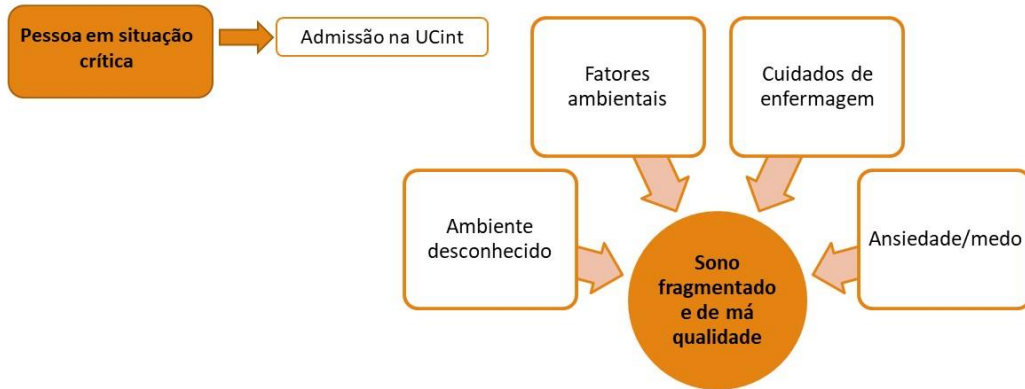 Pessoa em situação
crítica
Admissão na UCint
Fatores
ambientais
Cuidados de
enfermagem
Ambiente
desconhecido
Ansiedade/medo
Sono
fragmentado
e de má
qualidade